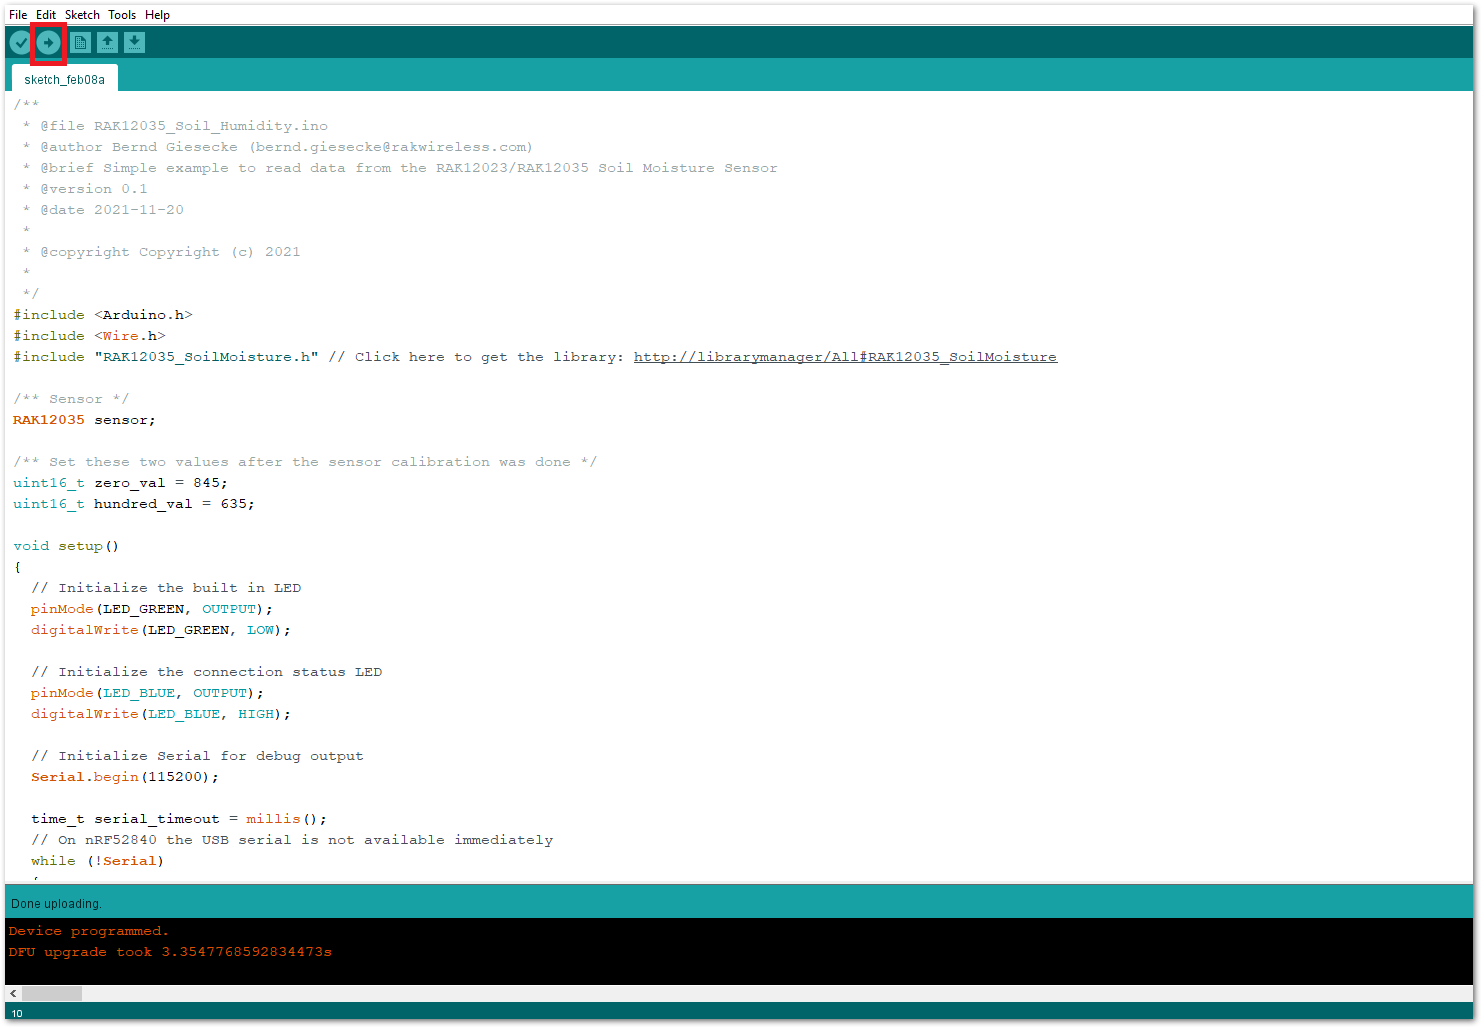 File Edit Sketch Tools Help
sketch_feb08a
/**
 * @file RAK12035_Soil_Humidity.ino
 * @author Bernd Giesecke (bernd.giesecke@rakwireless.com)
 * @brief Simple example to read data from the RAK12023/RAK12035 Soil Moisture Sensor
 * @version 0.1
 * @date 2021-11-20
 *
 * @copyright Copyright (c) 2021
 *
 */
#include <Arduino.h>
#include <Wire.h>
#include "RAK12035_SoilMoisture.h" // Click here to get the library: http://librarymanager/All#RAK12035_SoilMoisture
/** Sensor */
RAK12035 sensor;
/** Set these two values after the sensor calibration was done */
uint16_t zero_val = 845;
uint16_t hundred_val = 635;
void setup()
{
  // Initialize the built in LED
  pinMode(LED_GREEN, OUTPUT);
  digitalWrite(LED_GREEN, LOW);
  // Initialize the connection status LED
  pinMode(LED_BLUE, OUTPUT);
  digitalWrite(LED_BLUE, HIGH);
  // Initialize Serial for debug output
  Serial.begin(115200);
  time_t serial_timeout = millis();
  // On nRF52840 the USB serial is not available immediately
  while (!Serial)
Done uploading.
Device programmed.
DFU upgrade took 3.3547768592834473s
10